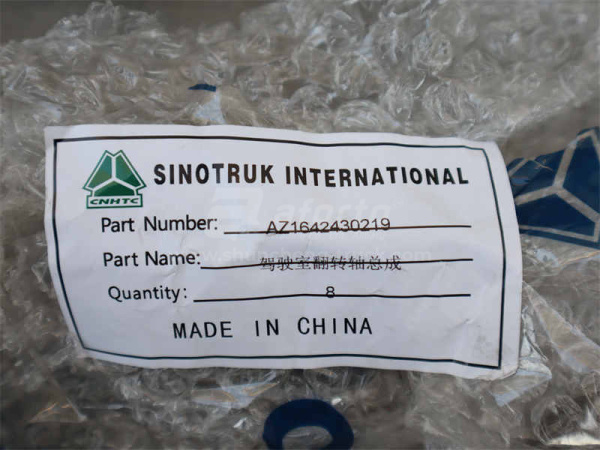 CNHTC
SINOTRUK INTERNATIONAL
Part Number: AZ1642430219
Part Name: 驾驶室翻转轴总成
Quantity: 8
MADE IN CHINA